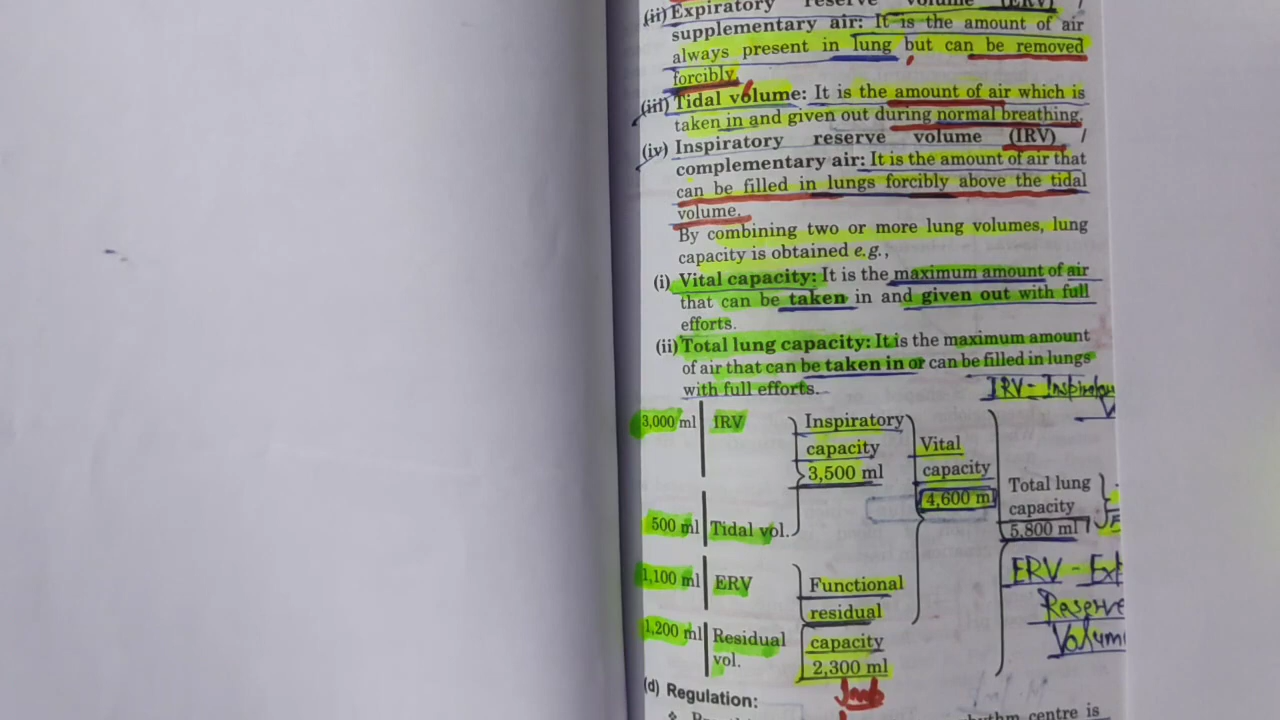 (ii) Expiratory reserve volume (ERV) /
supplementary air: It is the amount of air
always present in lung but can be removed
forcibly.
(iii) Tidal volume: It is the amount of air which is
taken in and given out during normal breathing.
(iv) Inspiratory reserve volume (IRV) /
complementary air: It is the amount of air that
can be filled in lungs forcibly above the tidal
volume.
By combining two or more lung volumes, lung
capacity is obtained e.g.,
(i) Vital capacity: It is the maximum amount of air
that can be taken in and given out with full
efforts.
(ii) Total lung capacity: It is the maximum amount
of air that can be taken in or can be filled in lungs
with full efforts.
IRV - Inspirator
V
3,000 ml IRV
Inspiratory
capacity
3,500 ml
Vital
capacity
4,600 m
Total lung
capacity
5,800 ml
500 ml Tidal vol.
1,100 ml ERV
Functional
residual
capacity
2,300 ml
1,200 ml Residual
vol.
ERV - Ext
Reserve
Volum
(d) Regulation:
rhythm centre is